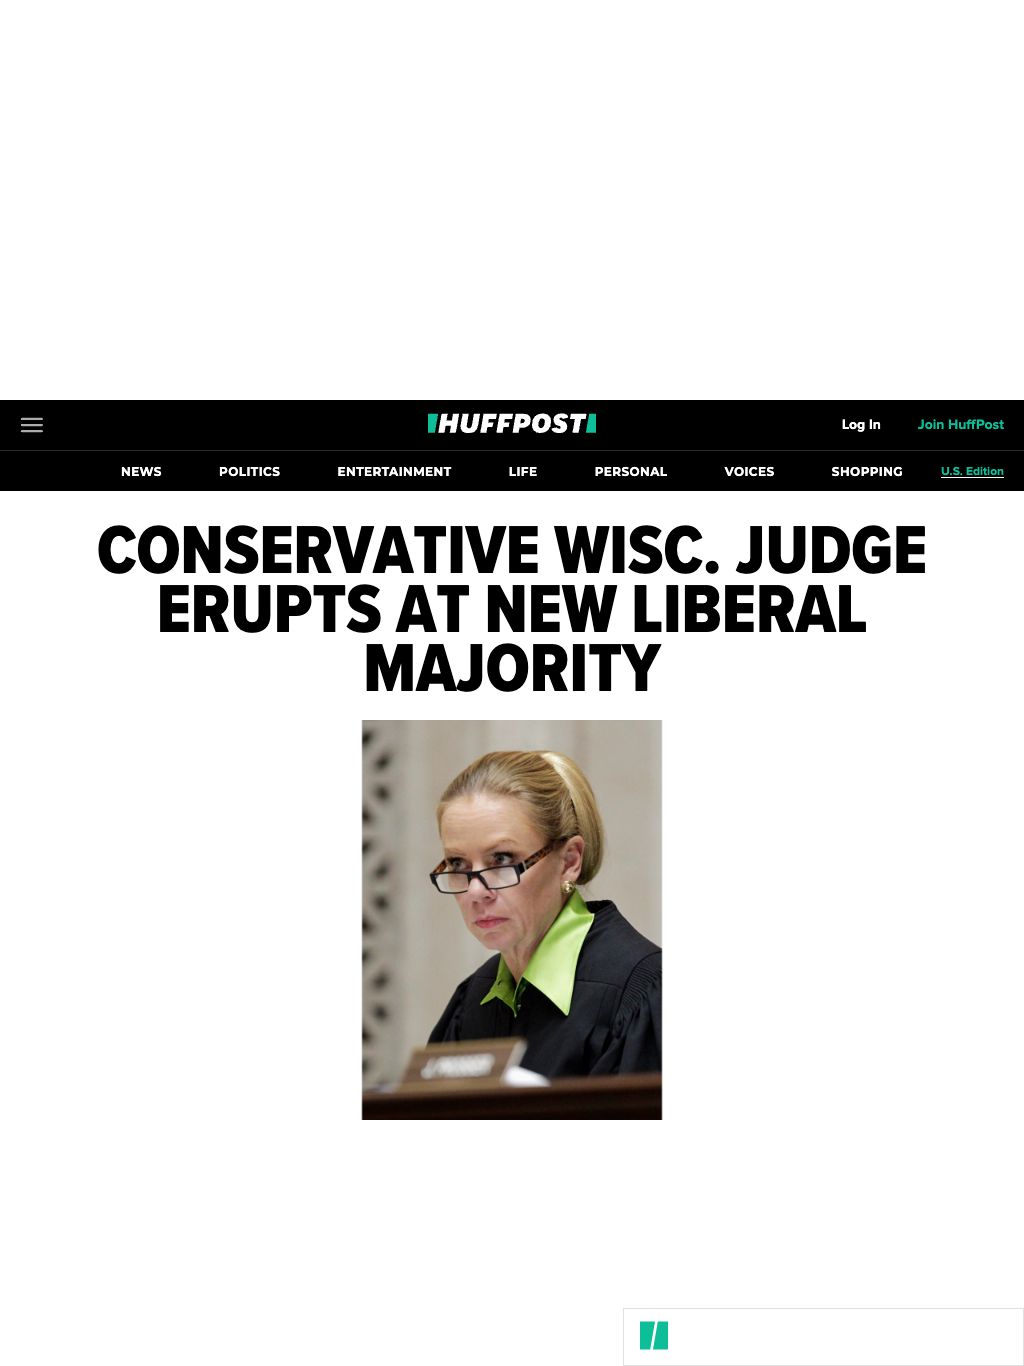 HUFFPOST
Log In
Join HuffPost
NEWS
POLITICS
ENTERTAINMENT
LIFE
PERSONAL
VOICES
SHOPPING
U.S. Edition
CONSERVATIVE WISC. JUDGE
ERUPTS AT NEW LIBERAL
MAJORITY